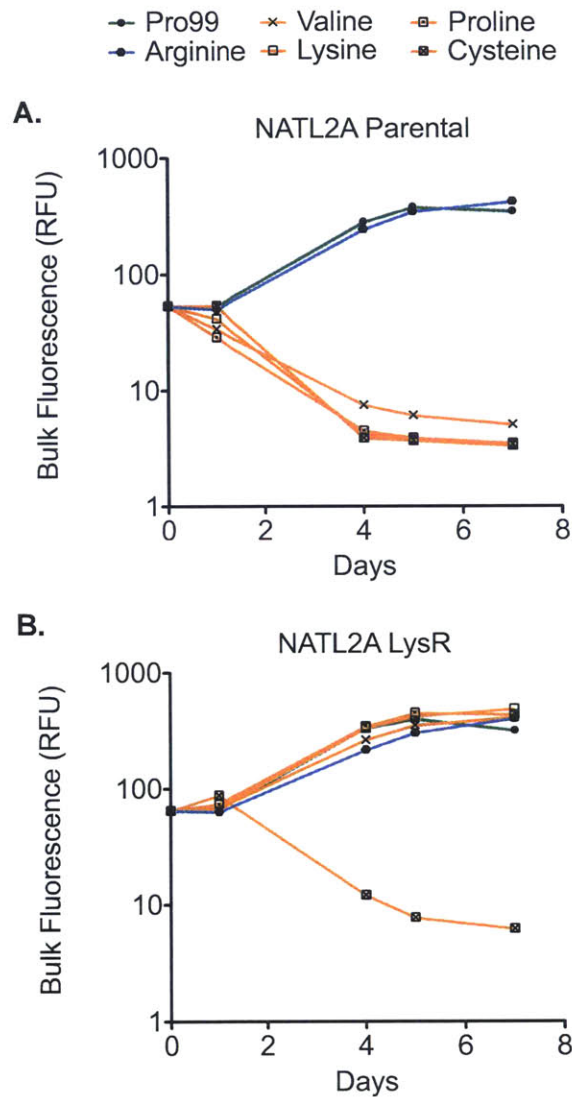 Pro99 Valine Proline
Arginine Lysine Cysteine
A.
NATL2A Parental
1000
100
10
1
Bulk Fluorescence (RFU)
0 2 4 6 8
Days
B.
NATL2A LysR
1000
100
10
1
Bulk Fluorescence (RFU)
0 2 4 6 8
Days